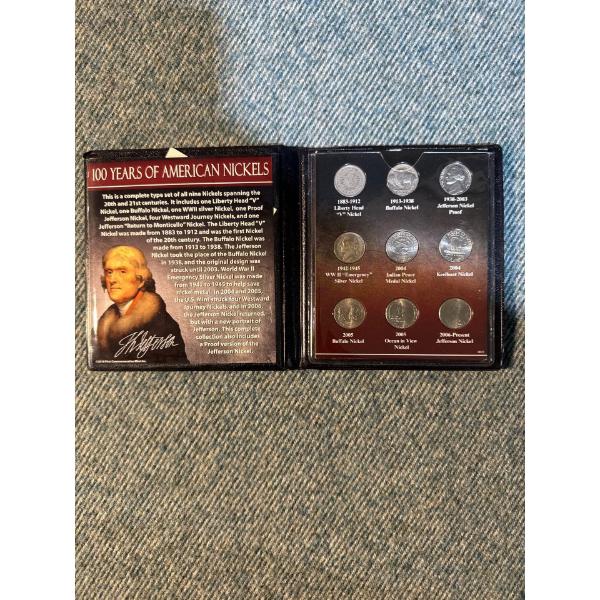 100 YEARS OF AMERICAN NICKELS
This is a complete type set of all nine Nickels spanning the
20th and 21st centuries. It includes one Liberty Head "V"
Nickel, one Buffalo Nickel, one WWII silver Nickel, one Proof
Jefferson Nickel, four Westward Journey Nickels, and one
Jefferson "Return to Monticello" Nickel. The Liberty Head "V"
Nickel was made from 1883 to 1912 and was the first Nickel
of the 20th century. The Buffalo Nickel was
made from 1913 to 1938. The Jefferson
Nickel took the place of the Buffalo Nickel
in 1938, and the original design was
struck until 2003. World War II
Emergency Silver Nickel was made
from 1941 to 1945 to help save
nickel metal. In 2004 and 2005,
the U.S. Mint struck four Westward
Journey Nickels, and in 2006,
the Jefferson Nickel returned,
but with a new portrait of
Jefferson. This complete
collection also includes
a Proof version of the
Jefferson Nickel.
Th Jefferson
1883-1912
Liberty Head
"V" Nickel
1913-1938
Buffalo Nickel
1938-2003
Jefferson Nickel
Proof
1942-1945
WW II "Emergency"
Silver Nickel
2004
Indian Peace
Medal Nickel
2004
Keelboat Nickel
2005
Buffalo Nickel
2005
Ocean in View
Nickel
2006-Present
Jefferson Nickel